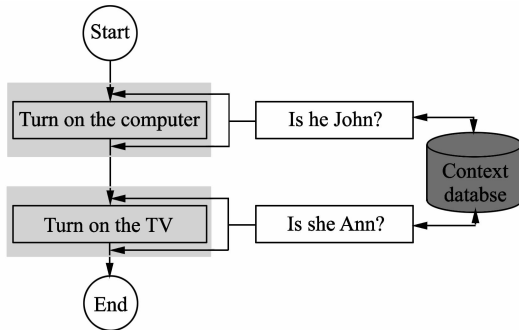 Start
Turn on the computer
Is he John?
Context
databse
Turn on the TV
Is she Ann?
End